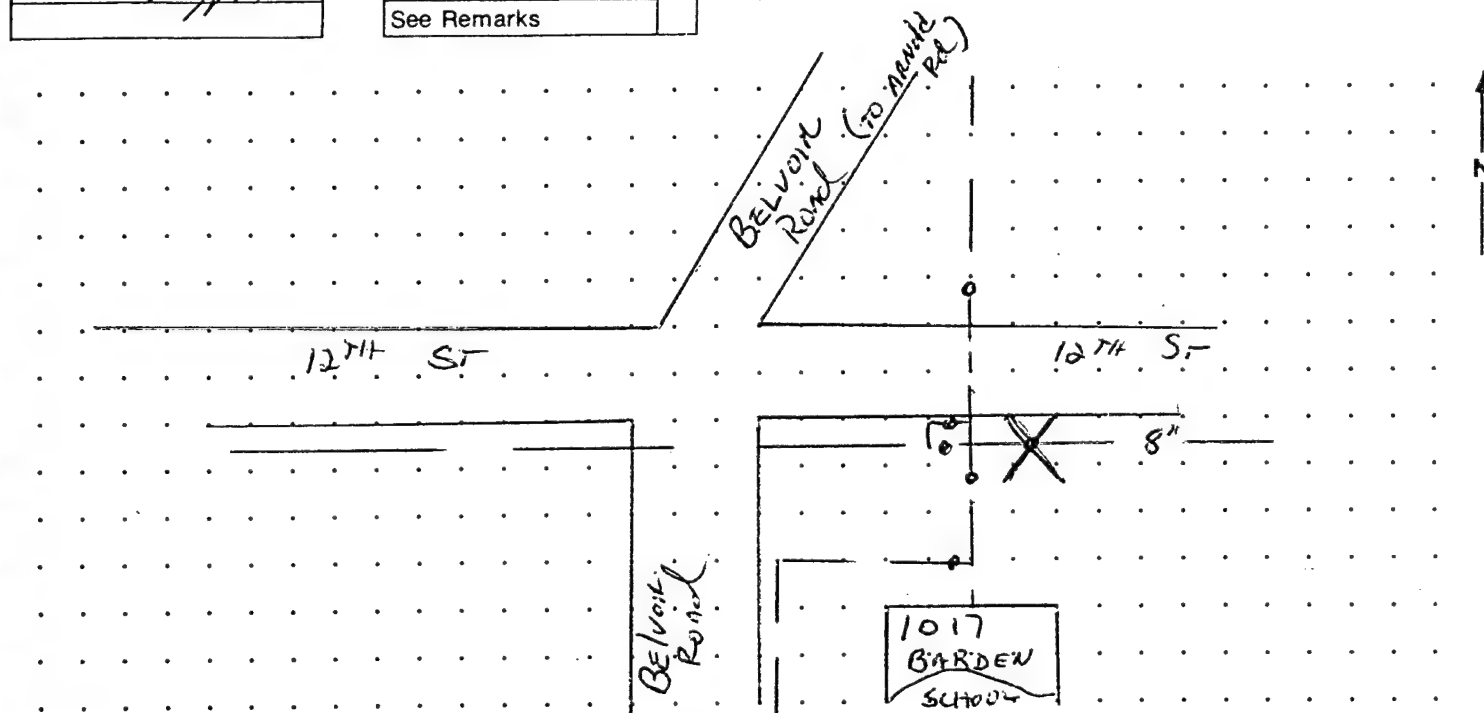 See Remarks
BELVOIR
Road
(TO ARNOLD
Rd)
N
12TH ST
12TH ST
8"
BELVOIR
ROAD
1017
BARDEN
SCHOOL